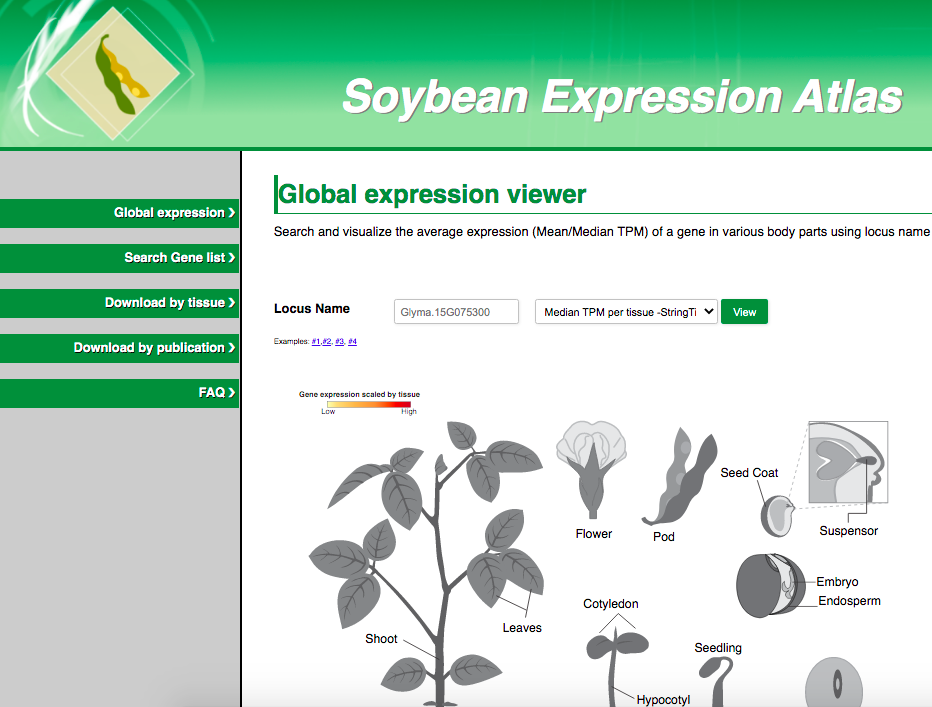 Soybean Expression Atlas
Global expression ❯
Search Gene list ❯
Download by tissue ❯
Download by publication ❯
FAQ ❯
Global expression viewer
Search and visualize the average expression (Mean/Median TPM) of a gene in various body parts using locus name
Locus Name
Glyma.15G075300
Median TPM per tissue -StringTi
View
Examples: #1,#2, #3, #4
Gene expression scaled by tissue
Low High
Seed Coat
Flower
Pod
Suspensor
Embryo
Endosperm
Cotyledon
Leaves
Shoot
Seedling
Hypocotyl